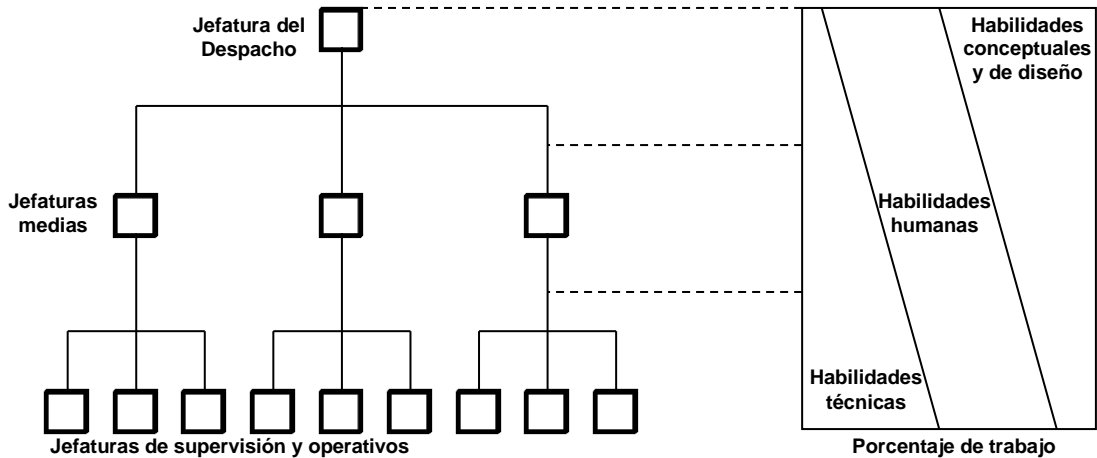 Jefatura del
Despacho
Habilidades
conceptuales
y de diseño
Jefaturas
medias
Habilidades
humanas
Habilidades
técnicas
Jefaturas de supervisión y operativos
Porcentaje de trabajo